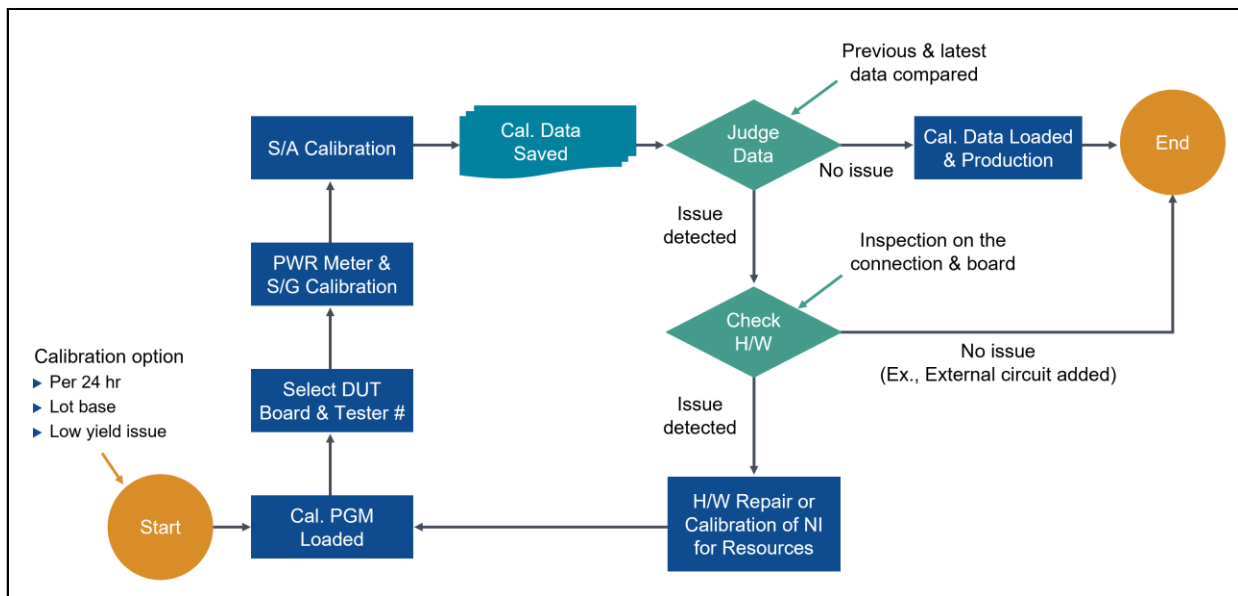 Previous & latest
data compared
S/A Calibration
Cal. Data
Saved
Judge
Data
Cal. Data Loaded
& Production
End
No issue
Issue
detected
Inspection on the
connection & board
PWR Meter &
S/G Calibration
Check
H/W
No issue
(Ex., External circuit added)
Calibration option
Per 24 hr
Lot base
Low yield issue
Select DUT
Board & Tester #
Issue
detected
Start
Cal. PGM
Loaded
H/W Repair or
Calibration of NI
for Resources